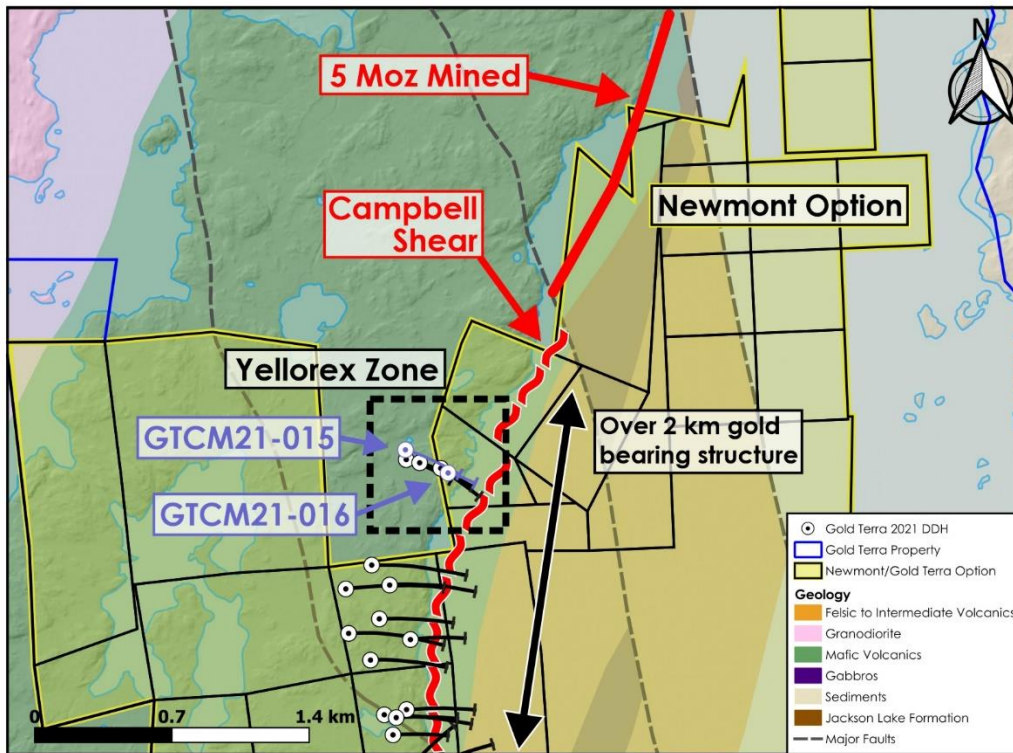 N
5 Moz Mined
Campbell
Shear
Newmont Option
Yellorex Zone
GTCM21-015
GTCM21-016
Over 2 km gold
bearing structure
0 0.7 1.4 km
Gold Terra 2021 DDH
Gold Terra Property
Newmont/Gold Terra Option
Geology
Felsic to Intermediate Volcanics
Granodiorite
Mafic Volcanics
Gabbros
Sediments
Jackson Lake Formation
Major Faults